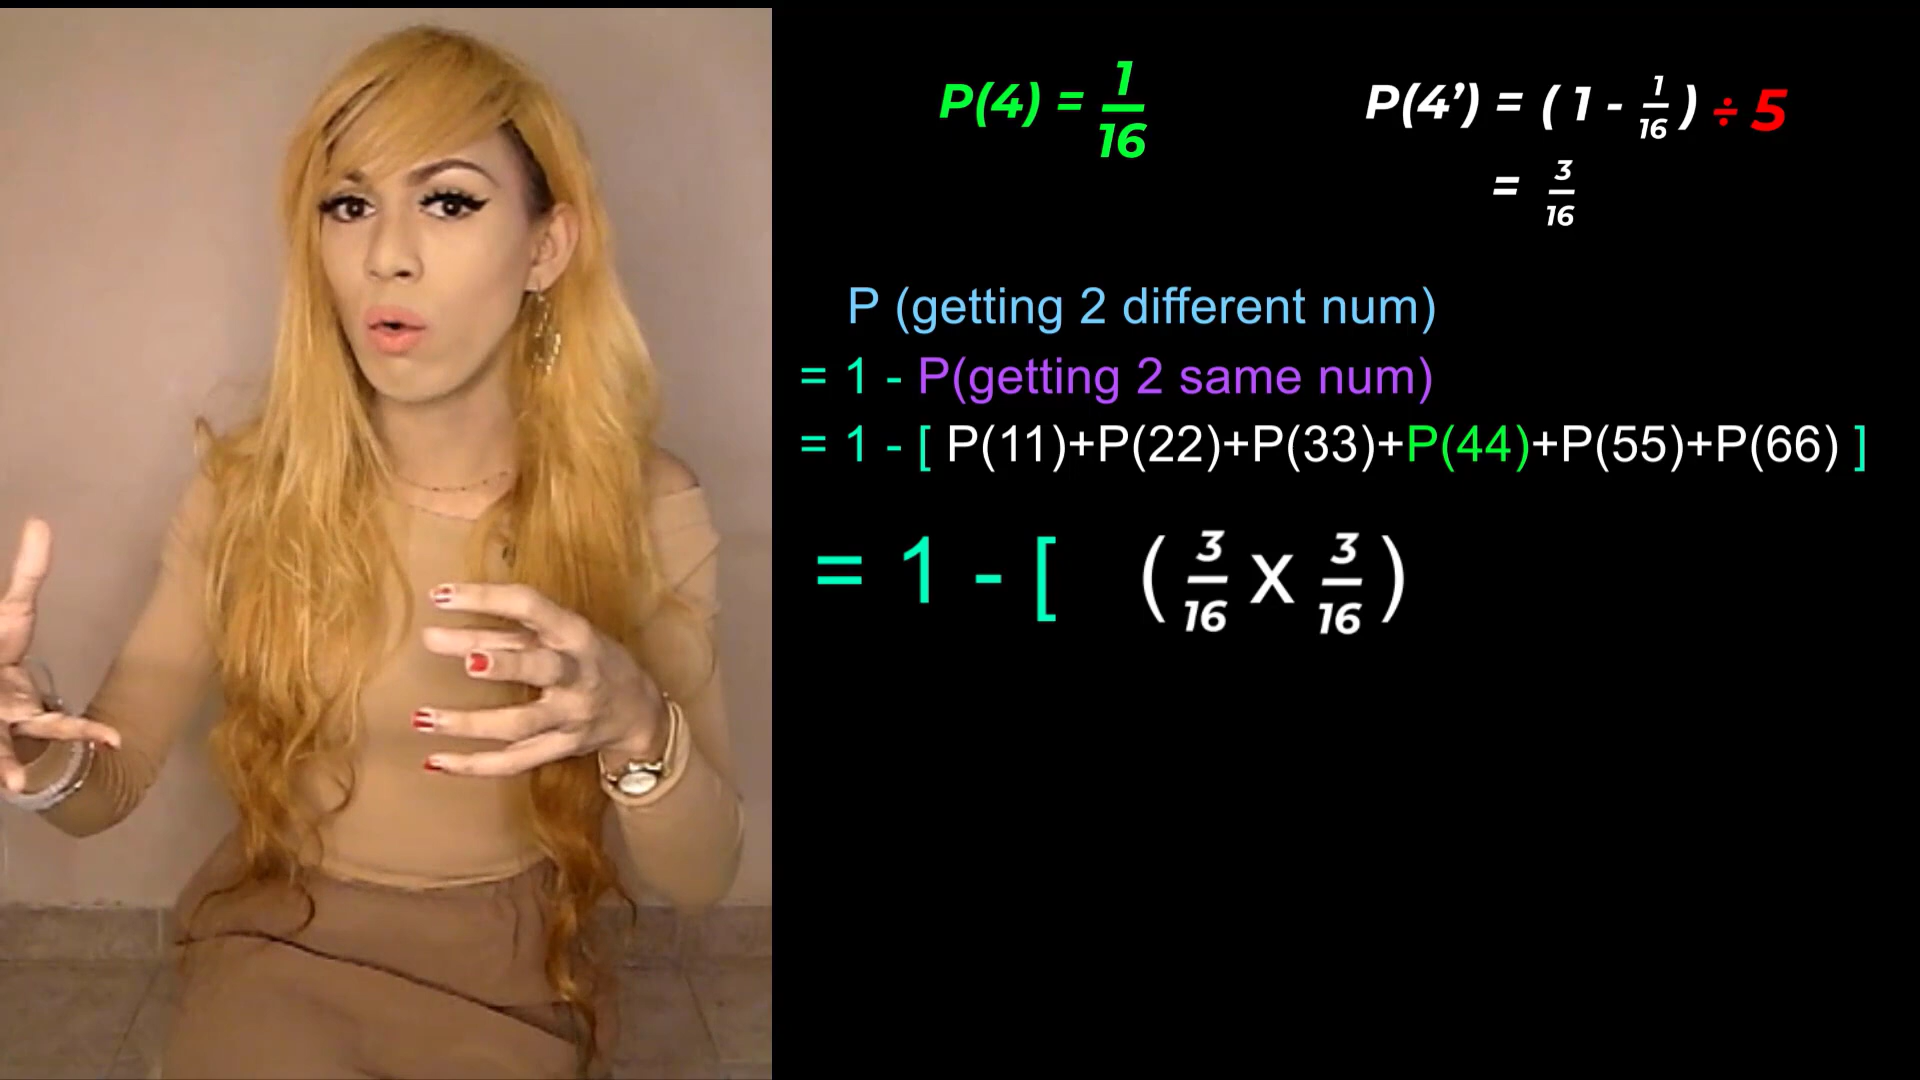 P(4) = 1/16
P(4’) = ( 1 - 1/16 ) ÷ 5
= 3/16
P (getting 2 different num)
= 1 - P(getting 2 same num)
= 1 - [ P(11)+P(22)+P(33)+P(44)+P(55)+P(66) ]
= 1 - [ ( 3/16 x 3/16 )